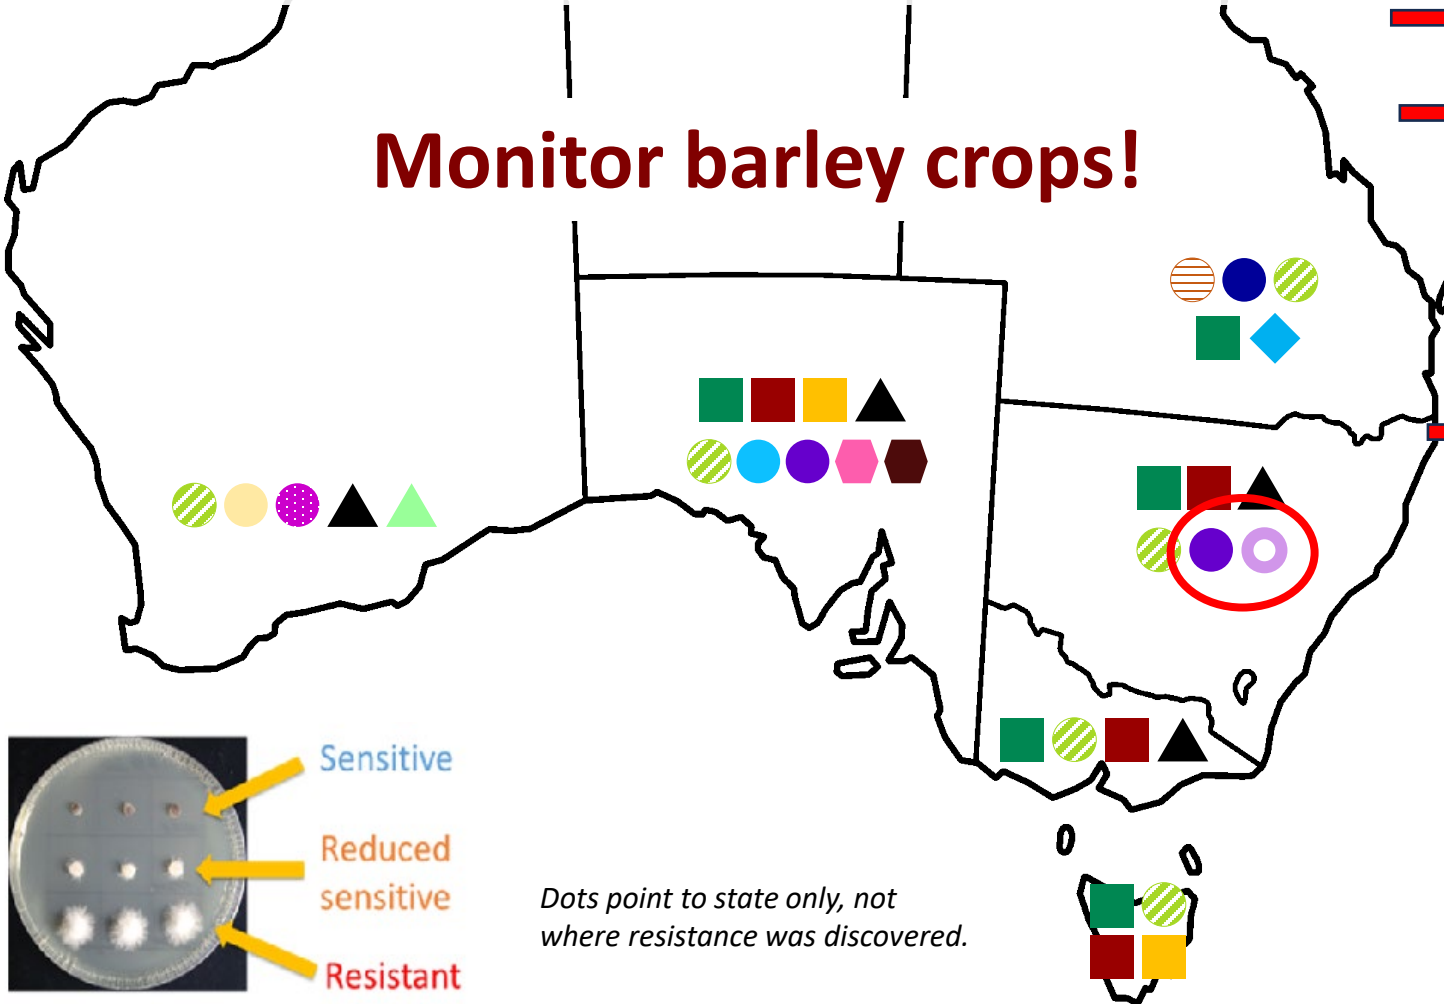 Monitor barley crops!
Sensitive
Reduced
sensitive
Resistant
Dots point to state only, not
where resistance was discovered.